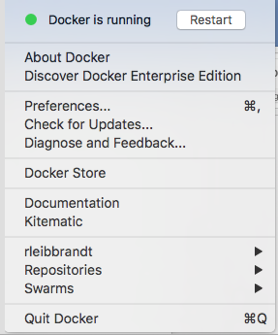 Docker is running Restart
About Docker
Discover Docker Enterprise Edition
Preferences... ⌘,
Check for Updates...
Diagnose and Feedback...
Docker Store
Documentation
Kitematic
rleibbrandt ▶
Repositories ▶
Swarms ▶
Quit Docker ⌘Q